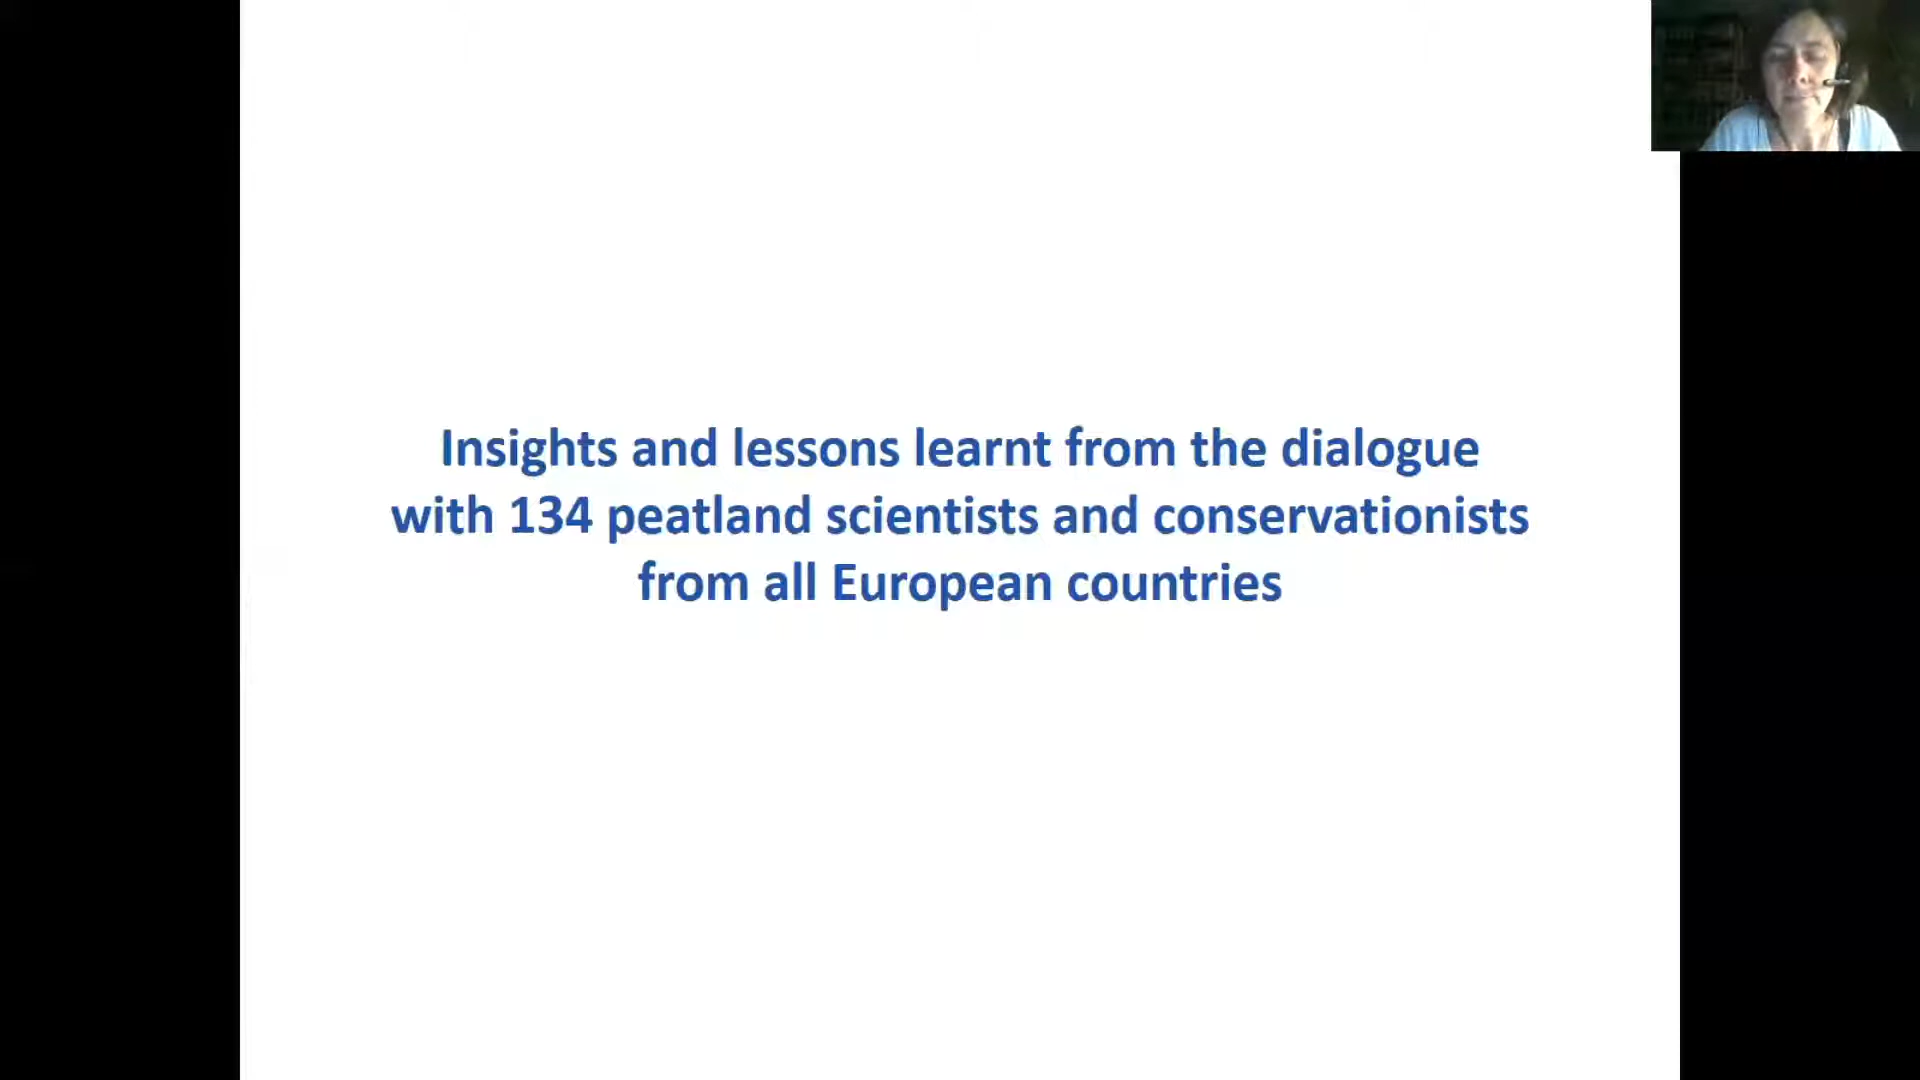 Insights and lessons learnt from the dialogue
with 134 peatland scientists and conservationists
from all European countries